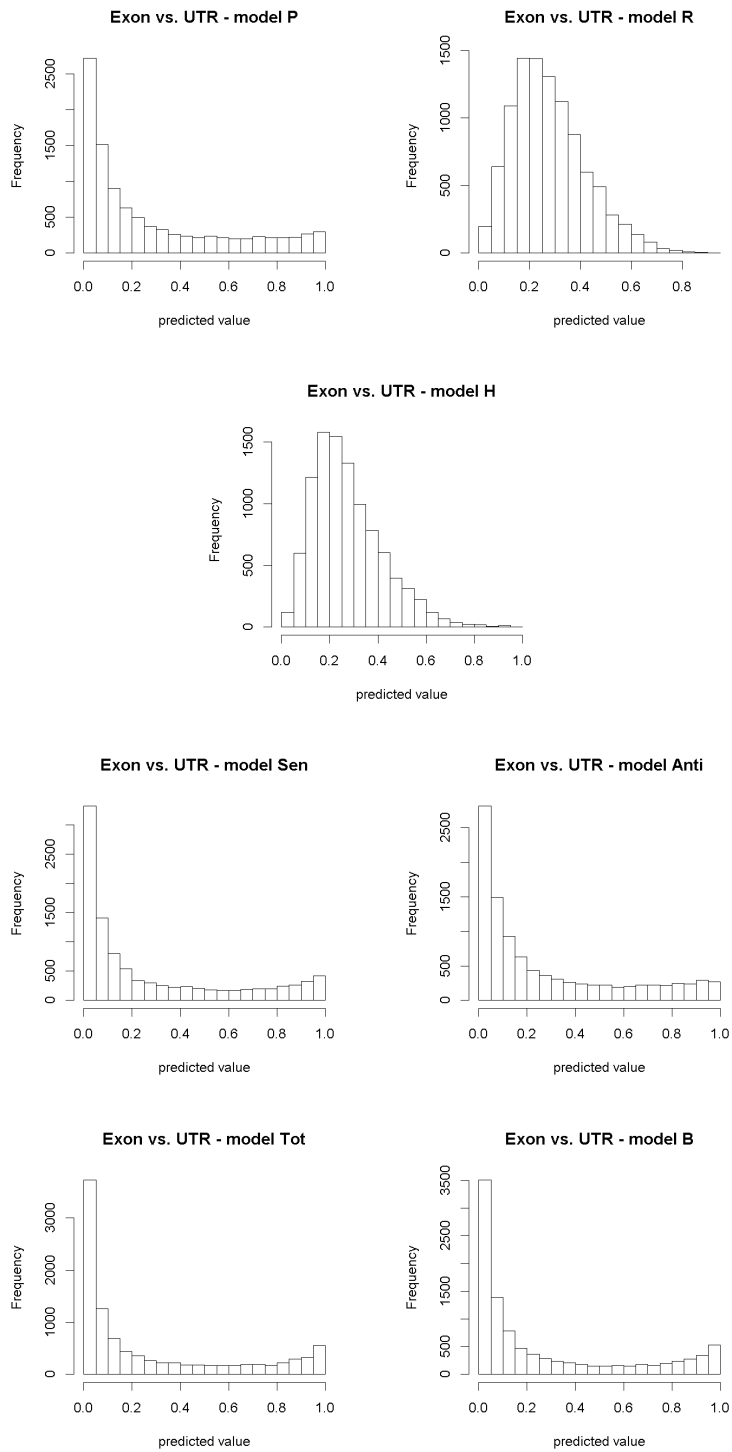 Exon vs. UTR - model P
Frequency
2500
1500
500
0
0.0 0.2 0.4 0.6 0.8 1.0
predicted value
Exon vs. UTR - model R
Frequency
1500
1000
500
0
0.0 0.2 0.4 0.6 0.8
predicted value
Exon vs. UTR - model H
Frequency
1500
1000
500
0
0.0 0.2 0.4 0.6 0.8 1.0
predicted value
Exon vs. UTR - model Sen
Frequency
2500
1500
500
0
0.0 0.2 0.4 0.6 0.8 1.0
predicted value
Exon vs. UTR - model Anti
Frequency
2500
1500
500
0
0.0 0.2 0.4 0.6 0.8 1.0
predicted value
Exon vs. UTR - model Tot
Frequency
3000
2000
1000
0
0.0 0.2 0.4 0.6 0.8 1.0
predicted value
Exon vs. UTR - model B
Frequency
3500
2500
1500
500
0
0.0 0.2 0.4 0.6 0.8 1.0
predicted value